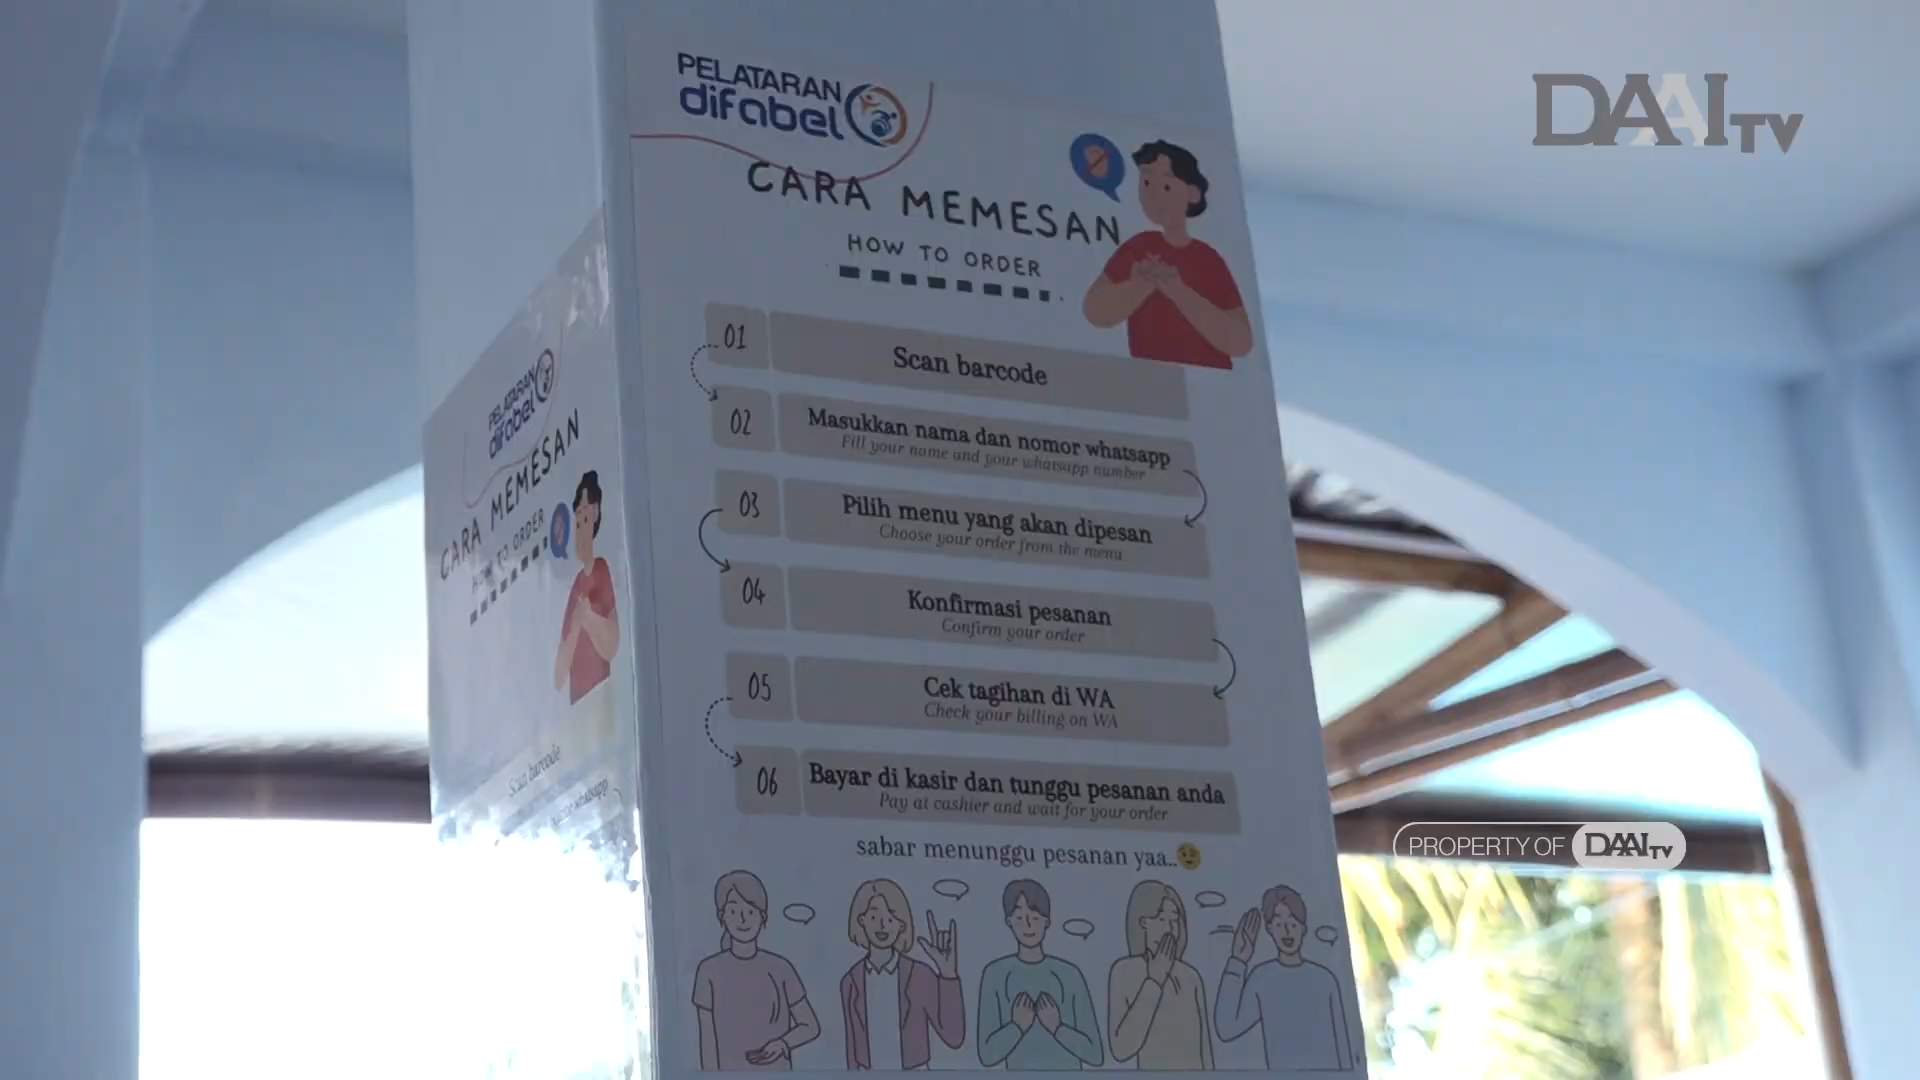 PELATARAN
difabel
CARA MEMESAN
HOW TO ORDER
01 Scan barcode
02 Masukkan nama dan nomor whatsapp
Fill your name and your whatsapp number
03 Pilih menu yang akan dipesan
Choose your order from the menu
04 Konfirmasi pesanan
Confirm your order
05 Cek tagihan di WA
Check your billing on WA
06 Bayar di kasir dan tunggu pesanan anda
Pay at cashier and wait for your order
sabar menunggu pesanan yaa..
PELATARAN
difabel
CARA MEMESAN
HOW TO ORDER
Scan barcode
whatsapp
DAAITV
PROPERTY OF DAAITV